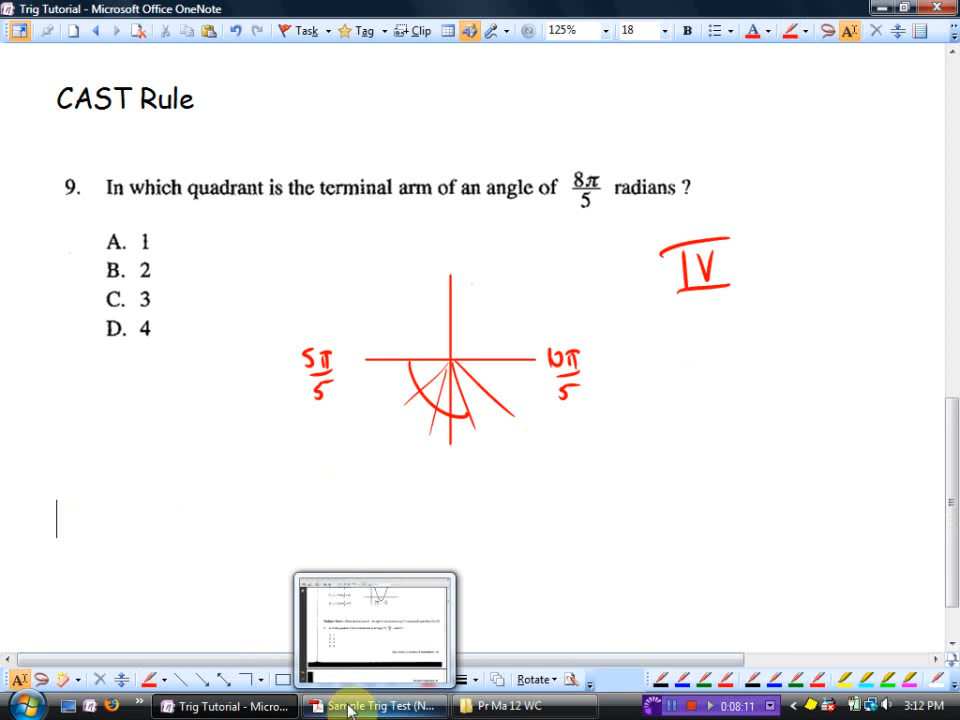 Trig Tutorial - Microsoft Office OneNote
Task Tag Clip 125% 18 B A A
CAST Rule
9. In which quadrant is the terminal arm of an angle of 8π/5 radians ?
A. 1
B. 2
C. 3
D. 4
IV
5π/5
10π/5
A Rotate
Trig Tutorial - Micro... Sample Trig Test (N... Pr Ma 12 WC 0:08:11 3:12 PM